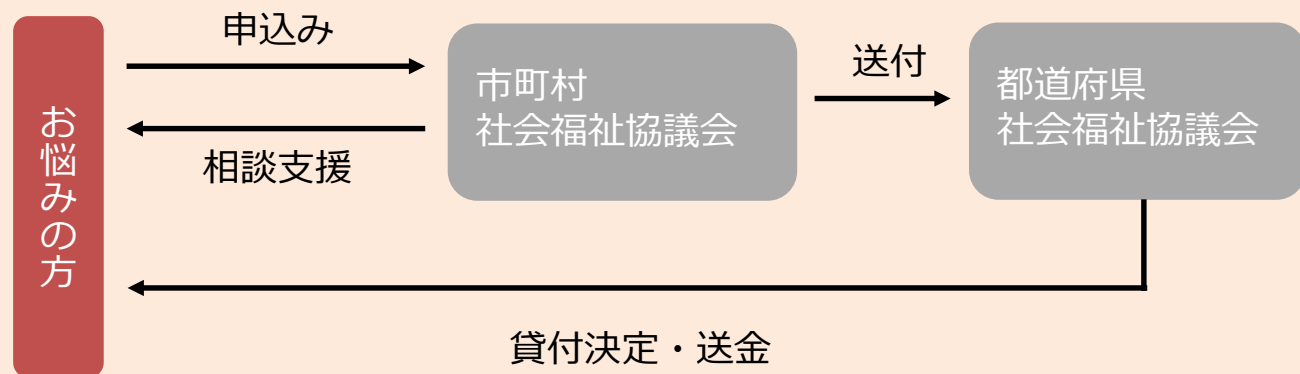 お悩みの方
申込み
相談支援
市町村
社会福祉協議会
送付
都道府県
社会福祉協議会
貸付決定・送金